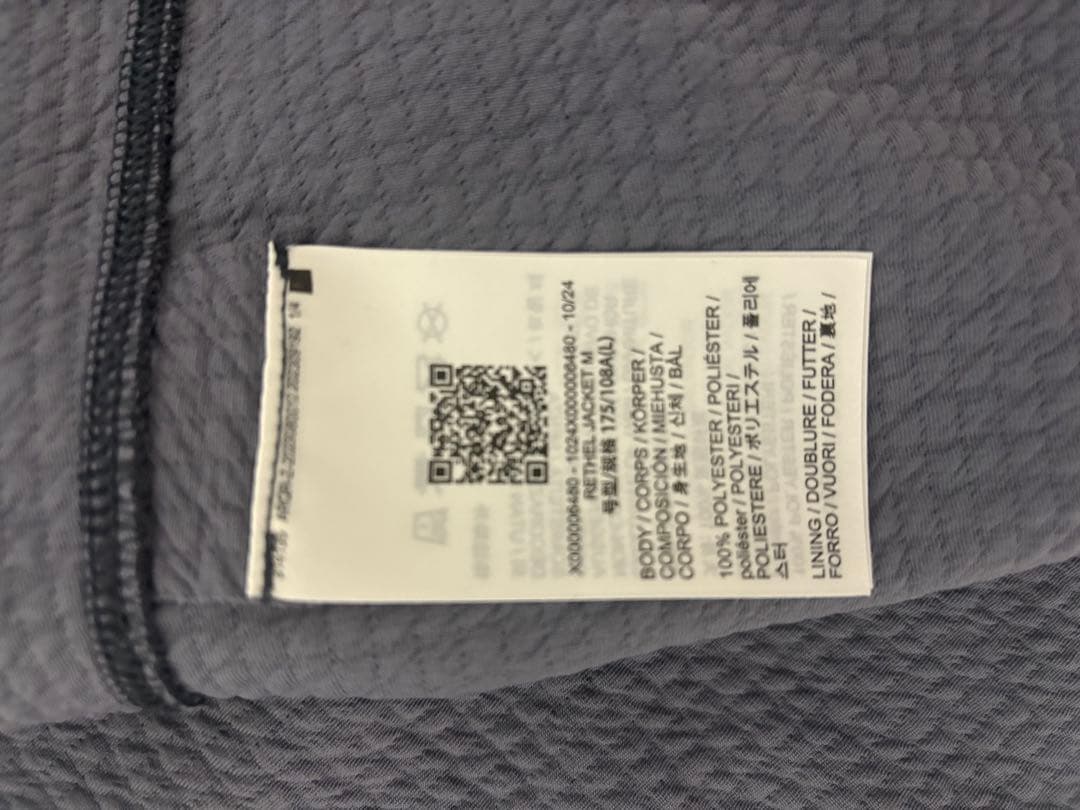 X000006480 - 1024X000006480 - 10/24
RETHEL JACKET M
号型/规格 175/108A(L)
BODY / CORPS / KÖRPER /
COMPOSICIÓN / MIEHUSTA /
CORPO / 身生地 / 신체 / BÁL
100% POLYESTER / POLIÉSTER /
poliészter / POLYESTERI /
POLIESTERE / ポリエステル / 폴리에
스터
LINING / DOUBLURE / FUTTER /
FORRO / VUORI / FODERA / 裏地 /